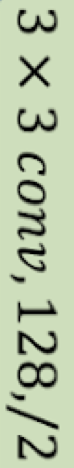 3 × 3 conv, 128,/2